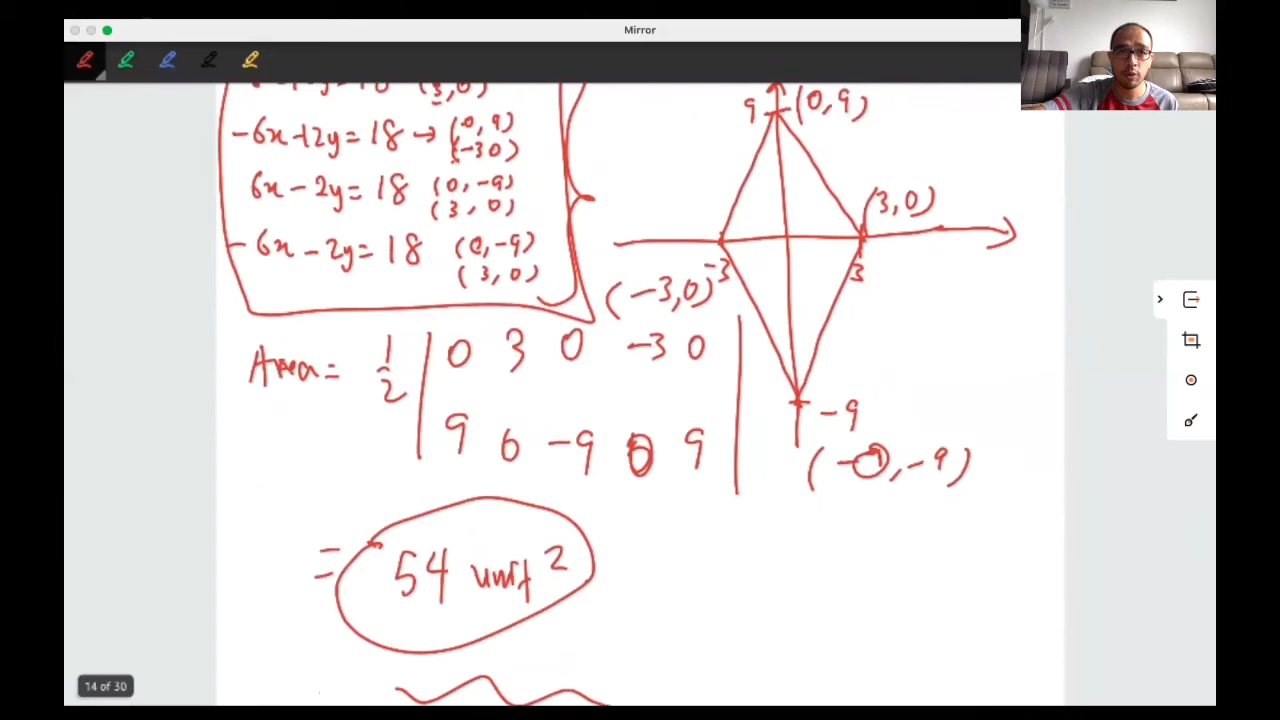 Mirror
-6x+2y=18 → (0,9)
(-30)
6x-2y=18 (0,-9)
(3,0)
-6x-2y=18 (0,-9)
(3,0)
9 (0,9)
(3,0)
-3 3
(-3,0)
-9
(-0,-9)
Area= 1/2 | 0 3 0 -3 0 |
9 0 -9 0 9
= 54 unit²
14 of 30